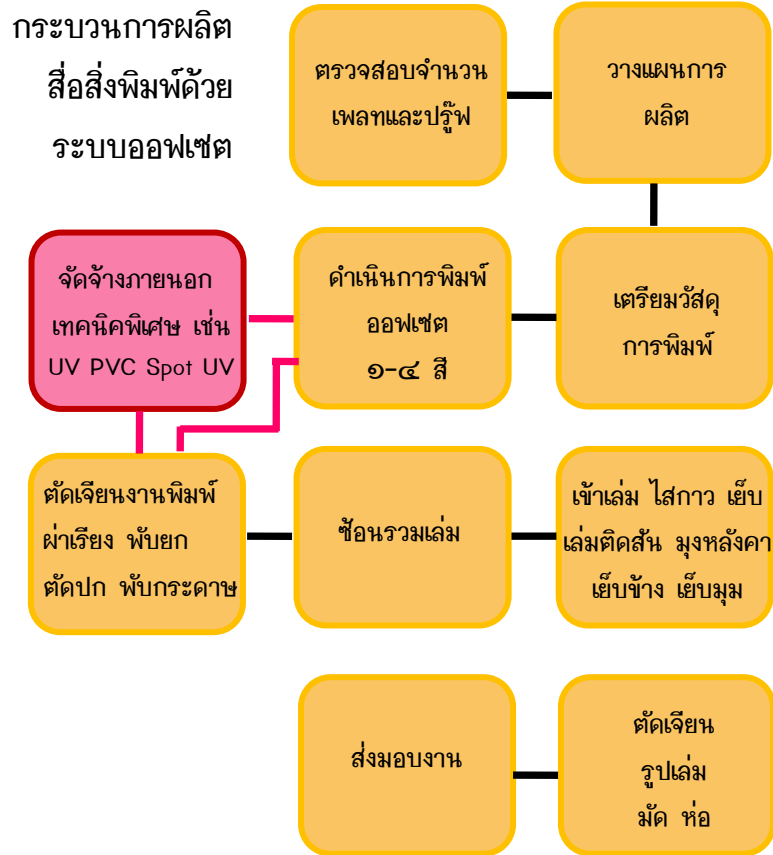 กระบวนการผลิต
สื่อสิ่งพิมพ์ด้วย
ระบบออฟเซต
ตรวจสอบจำนวน
เพลทและปรู๊ฟ
วางแผนการ
ผลิต
จัดจ้างภายนอก
เทคนิคพิเศษ เช่น
UV PVC Spot UV
ดำเนินการพิมพ์
ออฟเซต
๑-๔ สี
เตรียมวัสดุ
การพิมพ์
ตัดเจียนงานพิมพ์
ผ่าเรียง พับยก
ตัดปก พับกระดาษ
ซ้อนรวมเล่ม
เข้าเล่ม ไส่กาว เย็บ
เล่มติดสัน มุงหลังคา
เย็บข้าง เย็บมุม
ส่งมอบงาน
ตัดเจียน
รูปเล่ม
มัด ห่อ